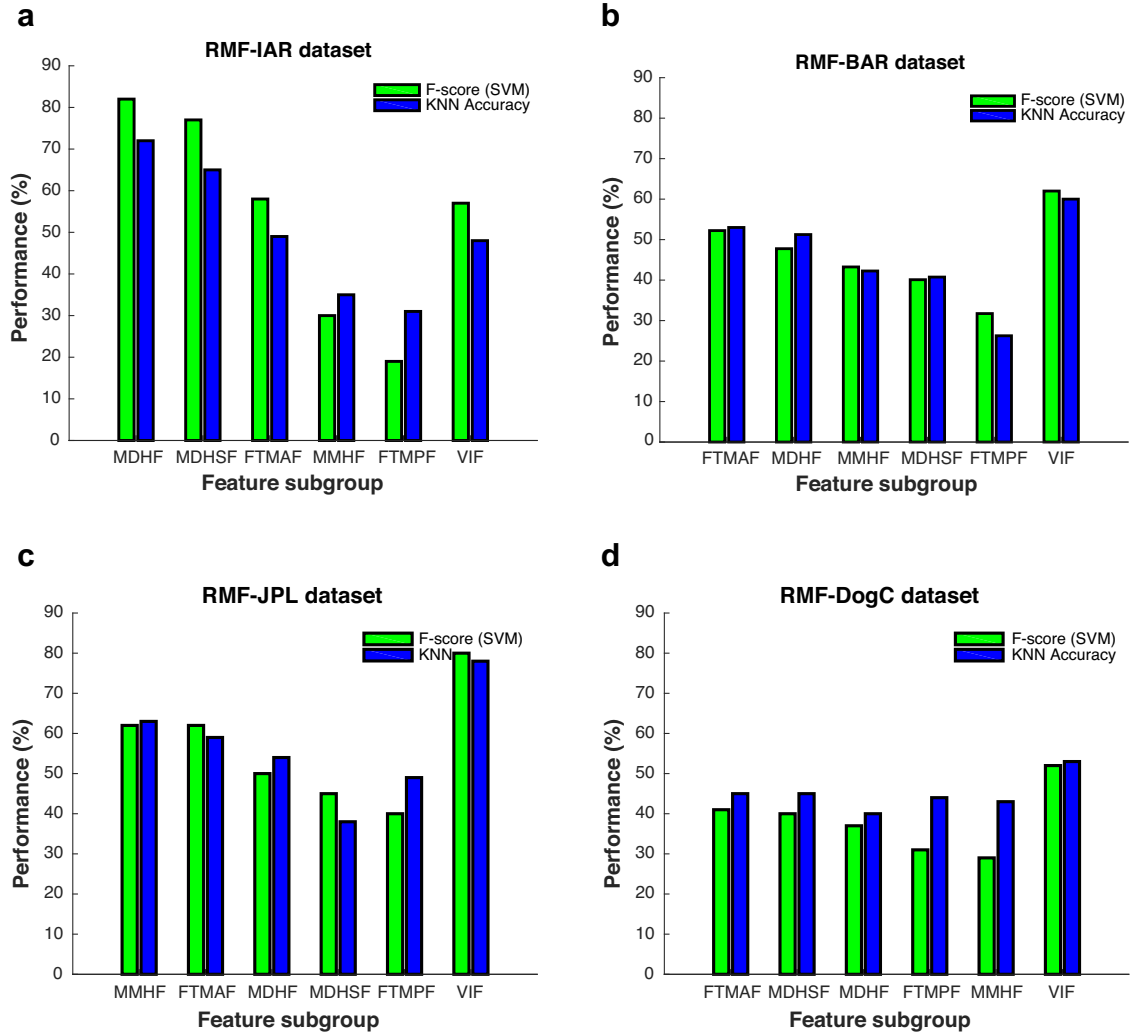 a
RMF-IAR dataset
F-score (SVM)
KNN Accuracy
Performance (%)
90
80
70
60
50
40
30
20
10
0
MDHF MDHSF FTMAF MMHF FTMPF VIF
Feature subgroup
b
RMF-BAR dataset
F-score (SVM)
KNN Accuracy
Performance (%)
90
80
70
60
50
40
30
20
10
0
FTMAF MDHF MMHF MDHSF FTMPF VIF
Feature subgroup
c
RMF-JPL dataset
F-score (SVM)
KNN
Performance (%)
90
80
70
60
50
40
30
20
10
0
MMHF FTMAF MDHF MDHSF FTMPF VIF
Feature subgroup
d
RMF-DogC dataset
F-score (SVM)
KNN Accuracy
Performance (%)
90
80
70
60
50
40
30
20
10
0
FTMAF MDHSF MDHF FTMPF MMHF VIF
Feature subgroup